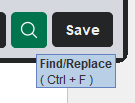 Save
Find/Replace
( Ctrl + F )